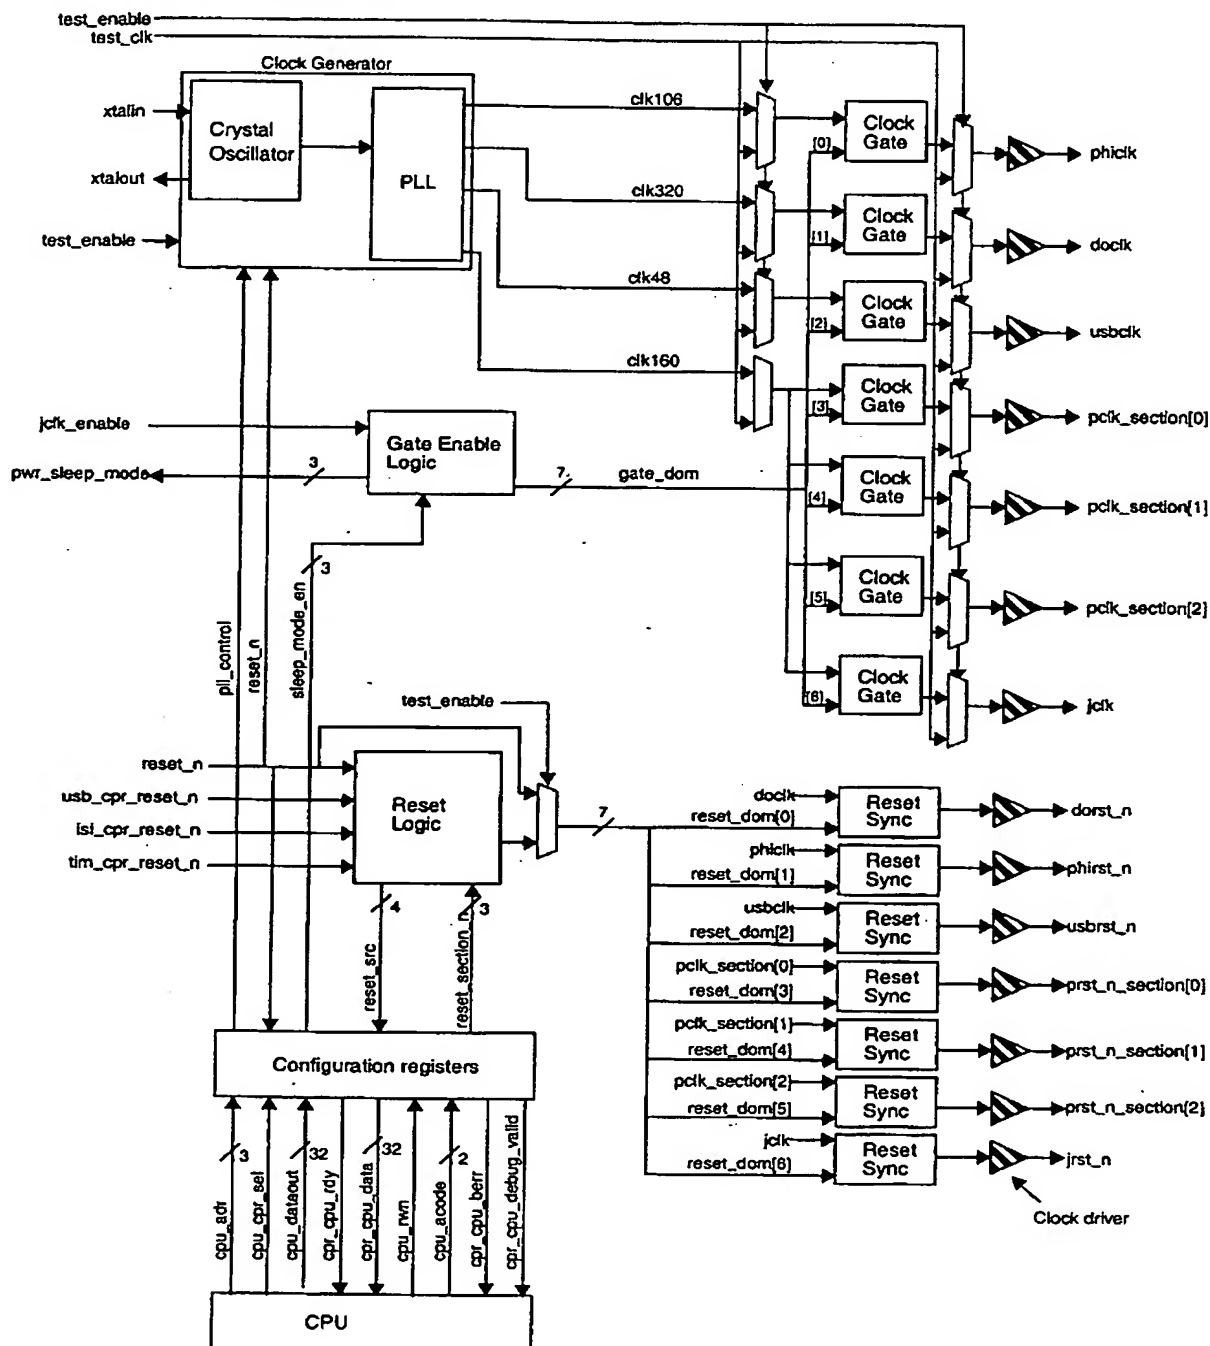 test_enable
test_clk
Clock Generator
xtalin
xtalout
test_enable
Crystal
Oscillator
PLL
clk106
clk320
clk48
clk160
[0]
Clock
Gate
phiclk
[1]
Clock
Gate
doclk
[2]
Clock
Gate
usbclk
[3]
Clock
Gate
pclk_section[0]
[4]
Clock
Gate
pclk_section[1]
[5]
Clock
Gate
pclk_section[2]
[6]
Clock
Gate
jclk
jclk_enable
pwr_sleep_mode
3
Gate Enable
Logic
7
gate_dom
3
pll_control
reset_n
sleep_mode_en
test_enable
reset_n
usb_cpr_reset_n
isi_cpr_reset_n
tim_cpr_reset_n
Reset
Logic
7
4
3
reset_src
reset_section_n
doclk
reset_dom[0]
Reset
Sync
dorst_n
phiclk
reset_dom[1]
Reset
Sync
phirst_n
usbclk
reset_dom[2]
Reset
Sync
usbrst_n
pclk_section[0]
reset_dom[3]
Reset
Sync
prst_n_section[0]
pclk_section[1]
reset_dom[4]
Reset
Sync
prst_n_section[1]
pclk_section[2]
reset_dom[5]
Reset
Sync
prst_n_section[2]
jclk
reset_dom[6]
Reset
Sync
jrst_n
Clock driver
Configuration registers
3
32
32
2
cpu_adr
cpu_cpr_sel
cpu_dataout
cpr_cpu_rdy
cpr_cpu_data
cpu_rwn
cpu_acode
cpr_cpu_berr
cpr_cpu_debug_valid
CPU